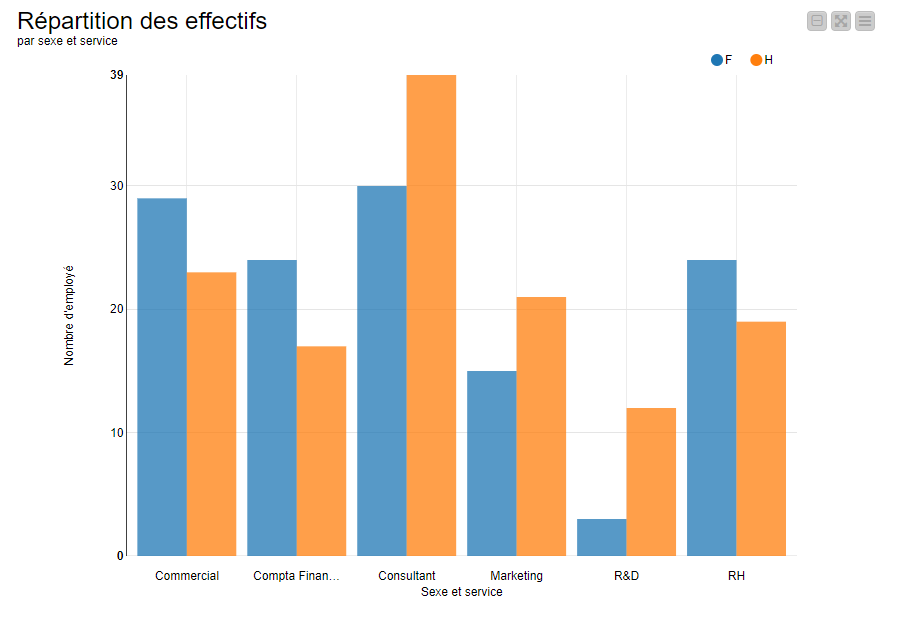 Répartition des effectifs
par sexe et service
F H
39
30
20
10
0
Nombre d'employé
Commercial Compta Finan... Consultant Marketing R&D RH
Sexe et service